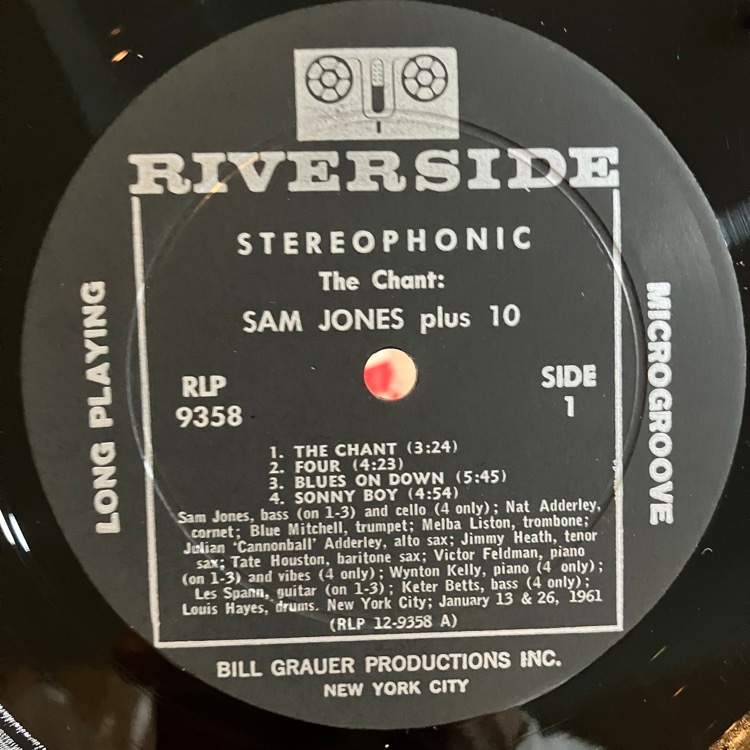 RIVERSIDE
STEREOPHONIC
The Chant:
SAM JONES plus 10
LONG PLAYING
MICROGROOVE
RLP
9358
SIDE
1
1. THE CHANT (3:24)
2. FOUR (4:23)
3. BLUES ON DOWN (5:45)
4. SONNY BOY (4:54)
Sam Jones, bass (on 1-3) and cello (4 only); Nat Adderley,
cornet; Blue Mitchell, trumpet; Melba Liston, trombone;
Julian 'Cannonball' Adderley, alto sax; Jimmy Heath, tenor
sax; Tate Houston, baritone sax; Victor Feldman, piano
(on 1-3) and vibes (4 only); Wynton Kelly, piano (4 only);
Les Spann, guitar (on 1-3); Keter Betts, bass (4 only);
Louis Hayes, drums. New York City; January 13 & 26, 1961
(RLP 12-9358 A)
BILL GRAUER PRODUCTIONS INC.
NEW YORK CITY